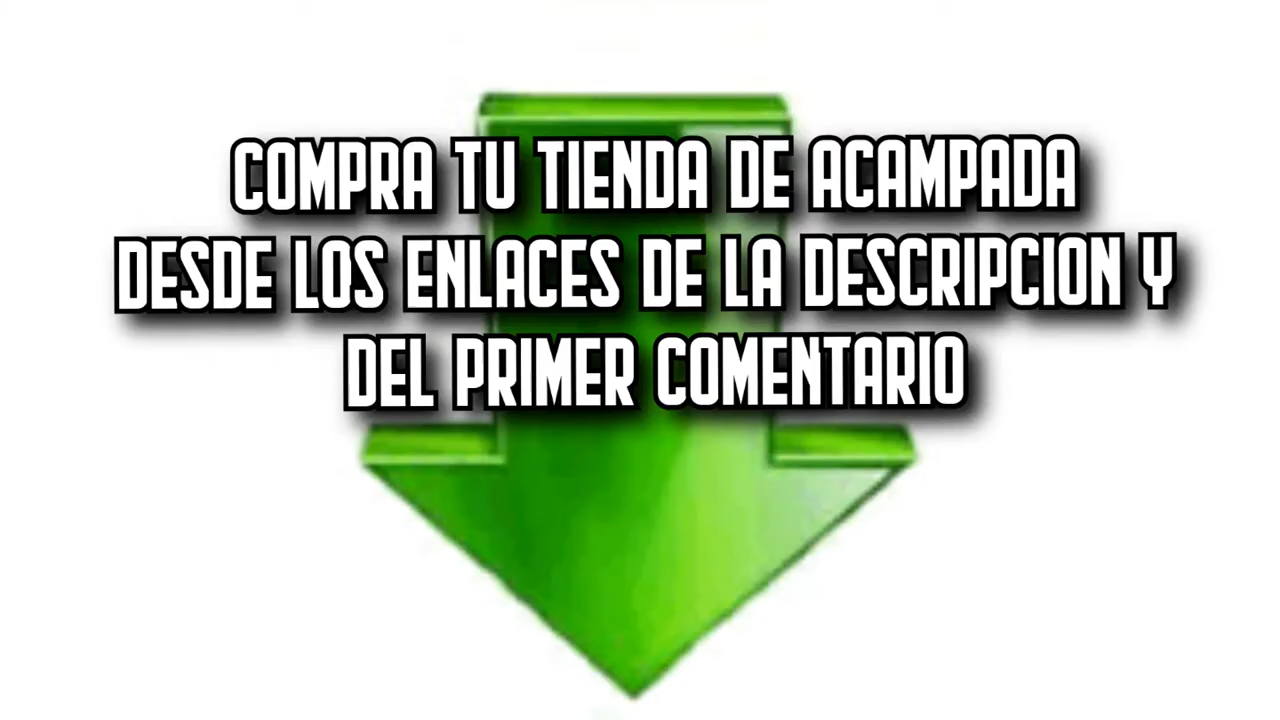 COMPRA TU TIENDA DE ACAMPADA
DESDE LOS ENLACES DE LA DESCRIPCION Y
DEL PRIMER COMENTARIO